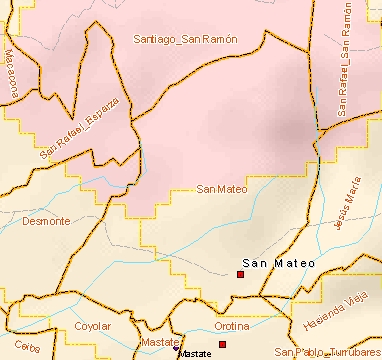 Santiago_San Ramón
Macacona
San Rafael_San Ramón
San Rafael_Esparza
San Mateo
Jesús María
Desmonte
San Mateo
Hacienda Vieja
Coyolar
Orotina
Ceiba
Mastate
Mastate
San Pablo_Turrubares